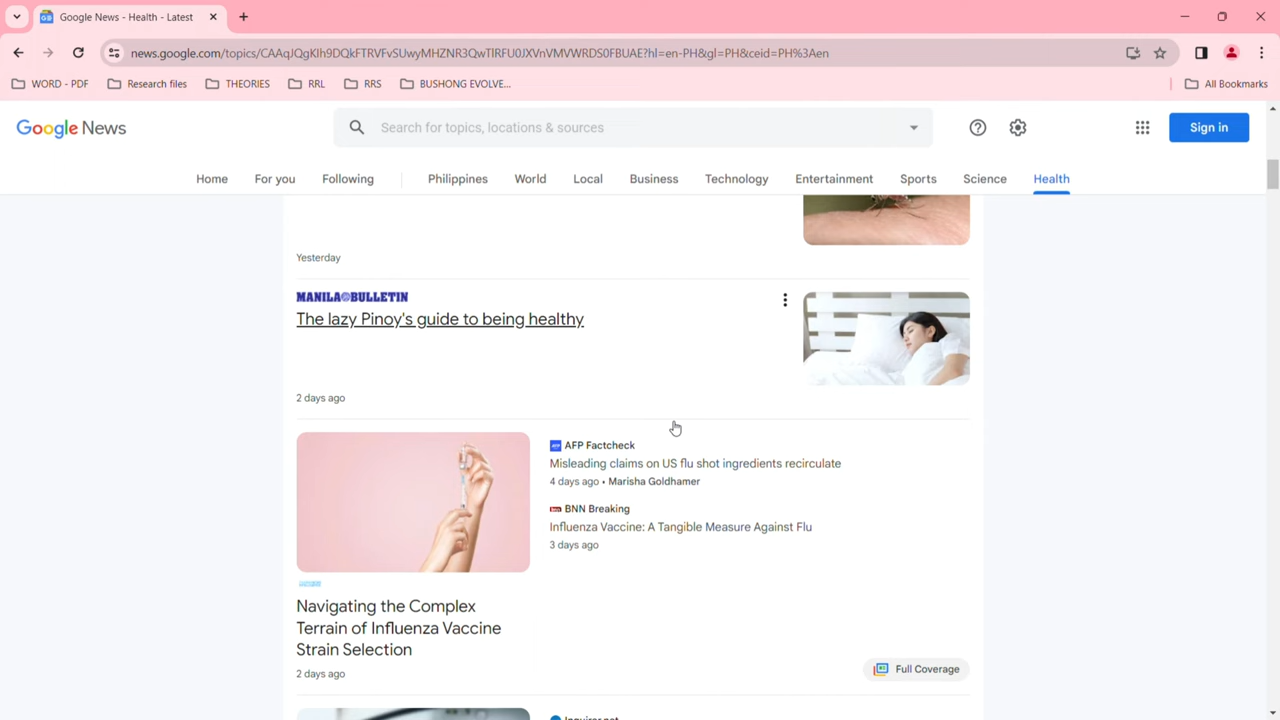 Google News - Health - Latest
news.google.com/topics/CAAqJQgKIh9DQkFTRVFvSUwyMHZNR3QwTlRFU0JXVnVMVWRDS0FBUAE?hl=en-PH&gl=PH&ceid=PH%3Aen
WORD - PDF
Research files
THEORIES
RRL
RRS
BUSHONG EVOLVE...
All Bookmarks
Google News
Search for topics, locations & sources
Sign in
Home
For you
Following
Philippines
World
Local
Business
Technology
Entertainment
Sports
Science
Health
Yesterday
MANILA BULLETIN
The lazy Pinoy's guide to being healthy
2 days ago
AFP Factcheck
Misleading claims on US flu shot ingredients recirculate
4 days ago • Marisha Goldhamer
BNN Breaking
Influenza Vaccine: A Tangible Measure Against Flu
3 days ago
Navigating the Complex
Terrain of Influenza Vaccine
Strain Selection
2 days ago
Full Coverage